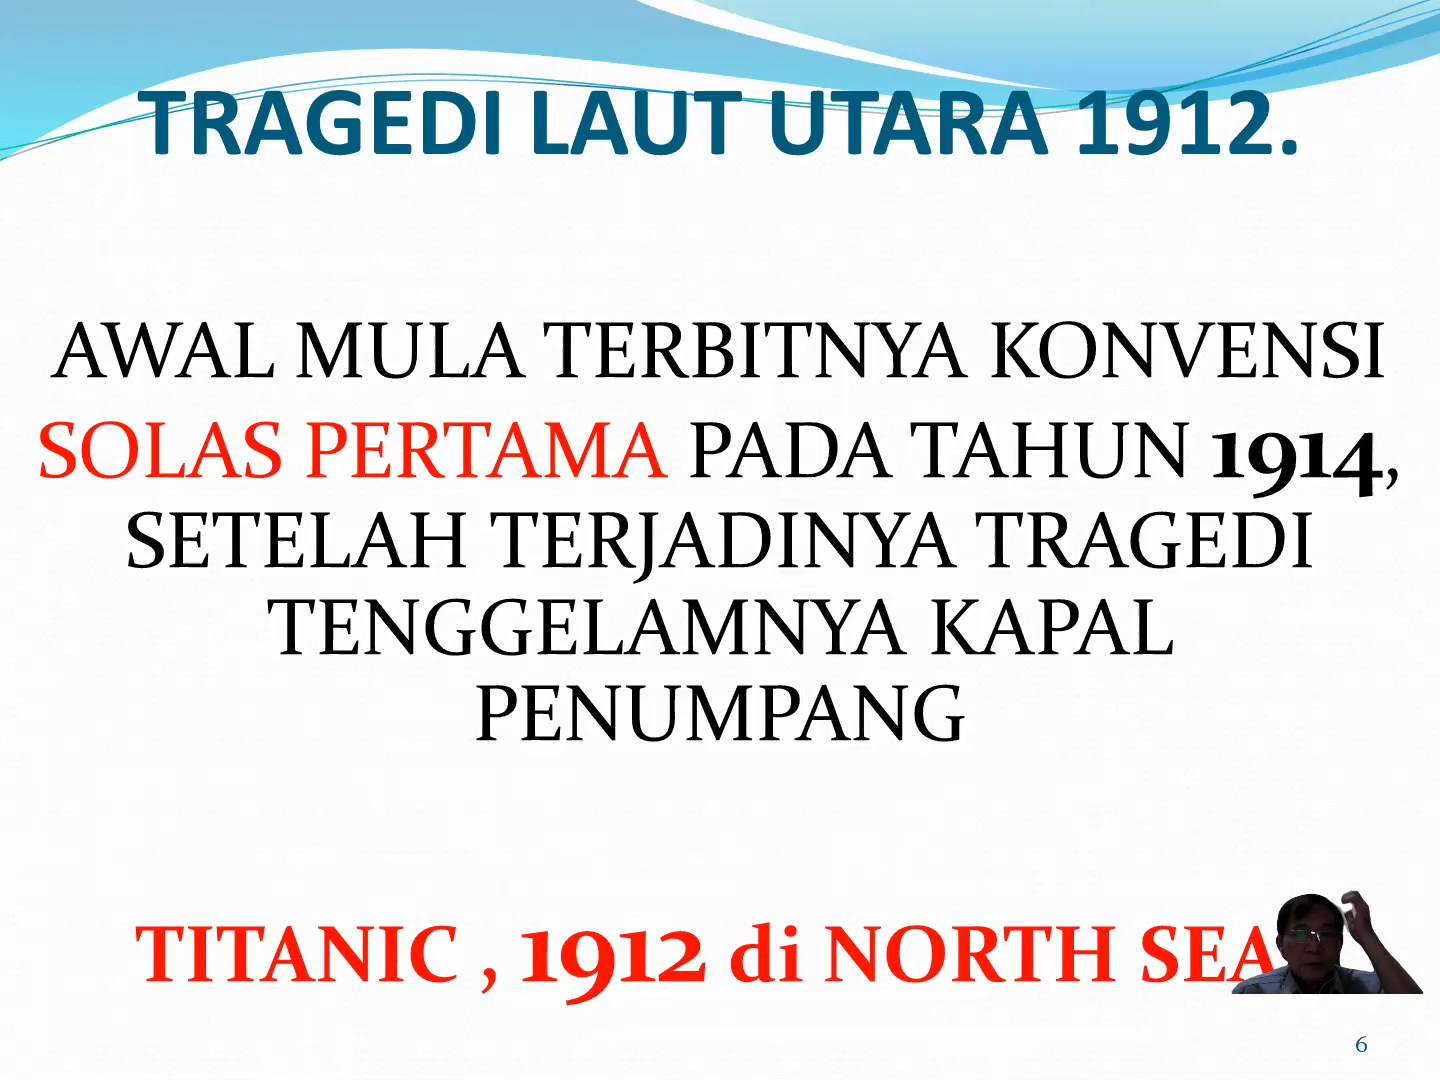 TRAGEDI LAUT UTARA 1912.
AWAL MULA TERBITNYA KONVENSI
SOLAS PERTAMA PADA TAHUN 1914,
SETELAH TERJADINYA TRAGEDI
TENGGELAMNYA KAPAL
PENUMPANG
TITANIC , 1912 di NORTH SEA
6